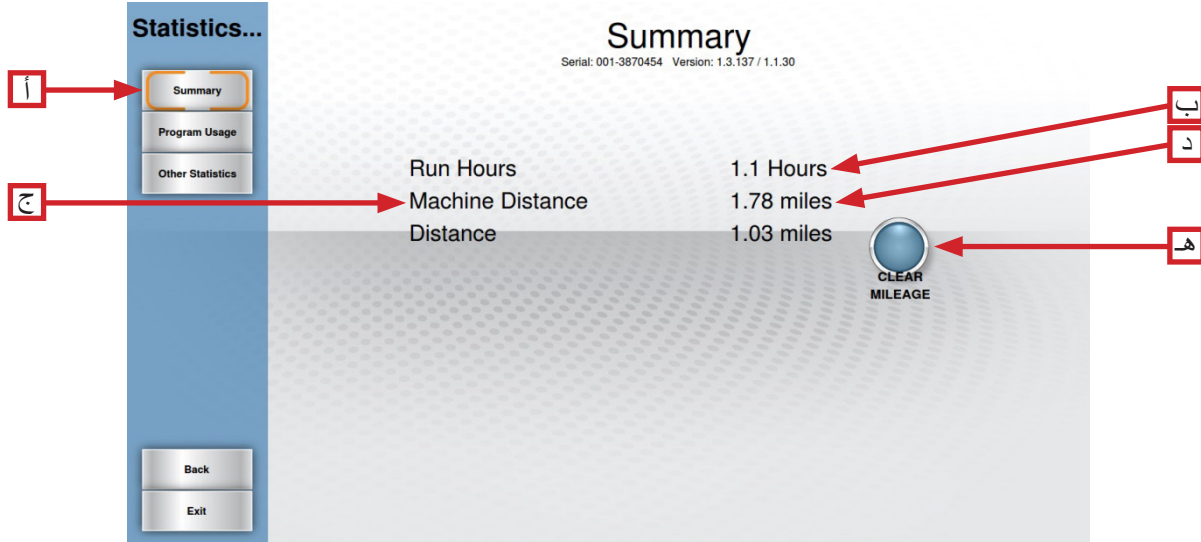 Statistics...
Summary
Serial: 001-3870454 Version: 1.3.137 / 1.1.30
أ
Summary
Program Usage
Other Statistics
ب
د
Run Hours 1.1 Hours
ج
Machine Distance 1.78 miles
Distance 1.03 miles
هـ
CLEAR
MILEAGE
Back
Exit